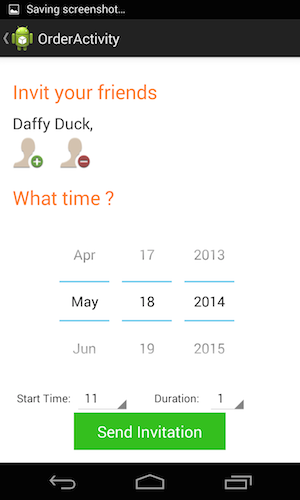 Saving screenshot...
OrderActivity
Invit your friends
Daffy Duck,
What time ?
Apr 17 2013
May 18 2014
Jun 19 2015
Start Time: 11 Duration: 1
Send Invitation